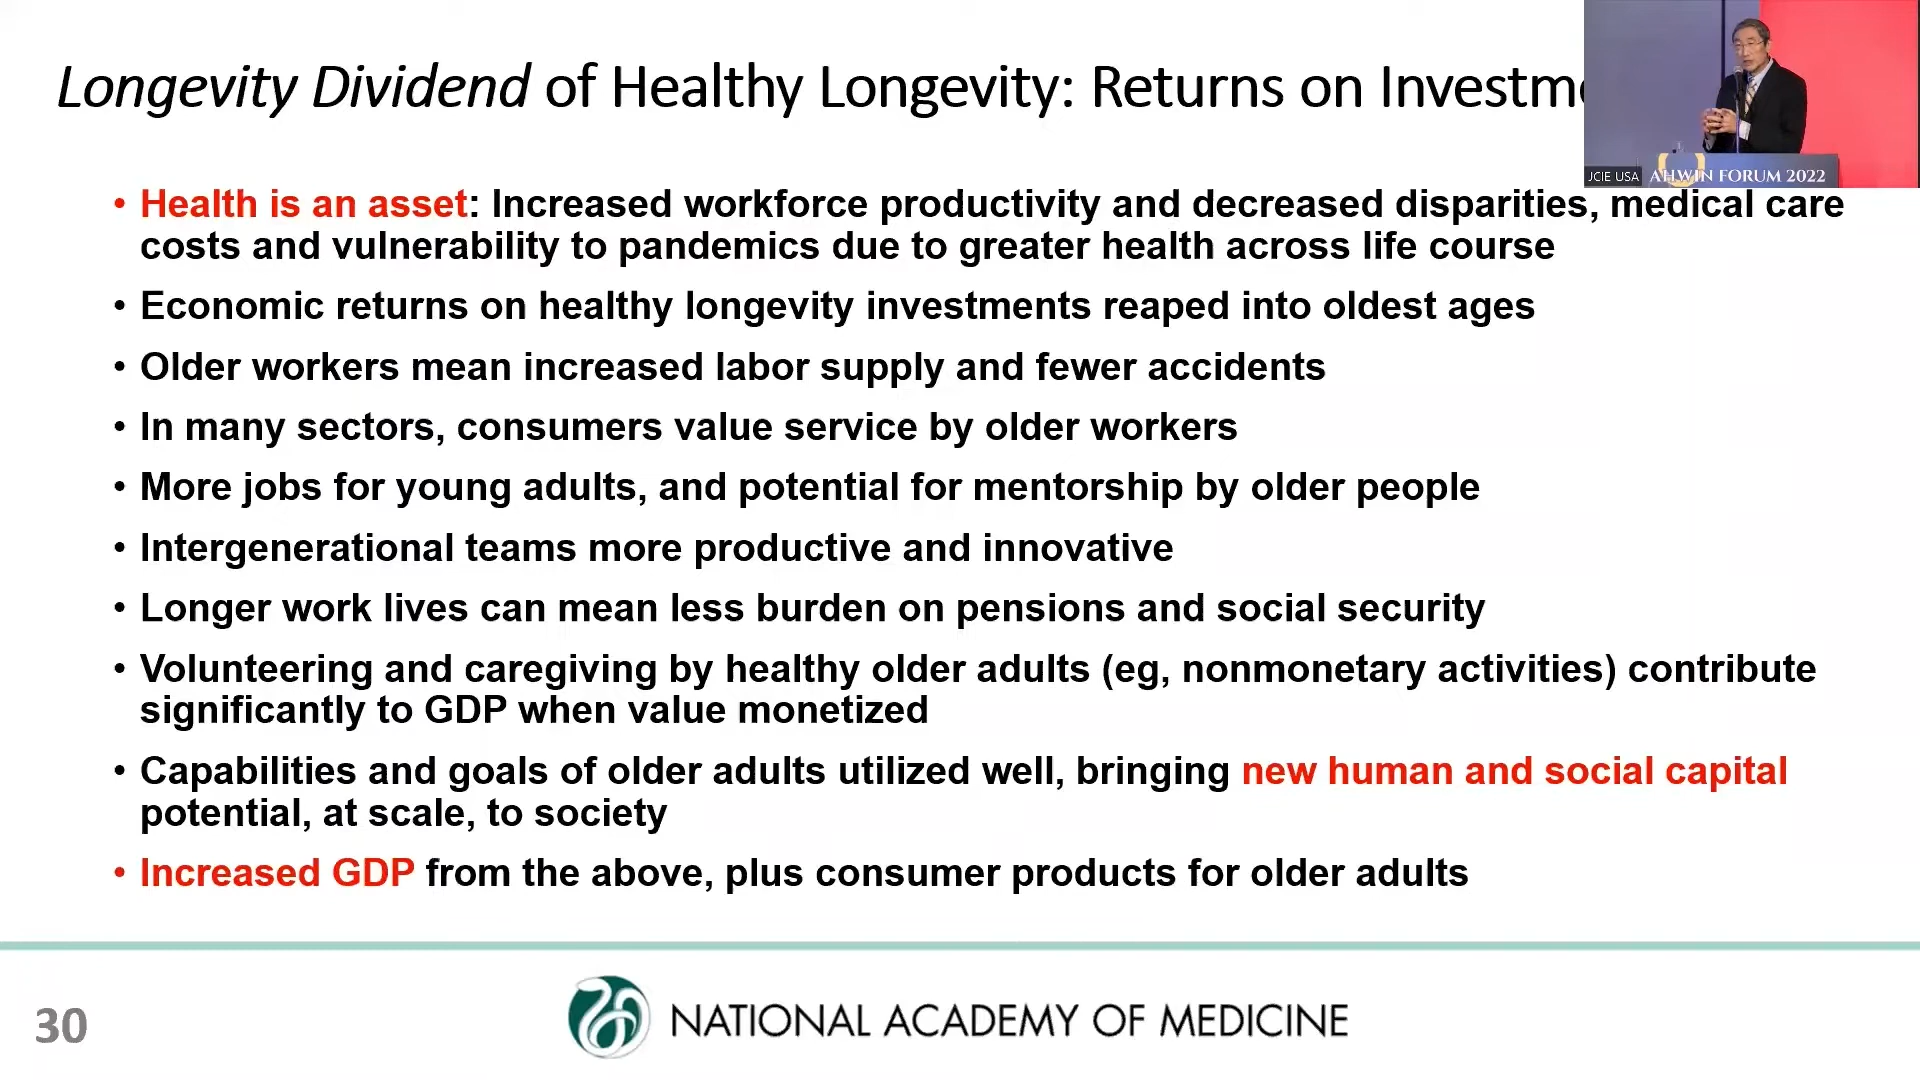 Longevity Dividend of Healthy Longevity: Returns on Investme
JCIE USA
AHWIN FORUM 2022
• Health is an asset: Increased workforce productivity and decreased disparities, medical care
costs and vulnerability to pandemics due to greater health across life course
• Economic returns on healthy longevity investments reaped into oldest ages
• Older workers mean increased labor supply and fewer accidents
• In many sectors, consumers value service by older workers
• More jobs for young adults, and potential for mentorship by older people
• Intergenerational teams more productive and innovative
• Longer work lives can mean less burden on pensions and social security
• Volunteering and caregiving by healthy older adults (eg, nonmonetary activities) contribute
significantly to GDP when value monetized
• Capabilities and goals of older adults utilized well, bringing new human and social capital
potential, at scale, to society
• Increased GDP from the above, plus consumer products for older adults
30
NATIONAL ACADEMY OF MEDICINE